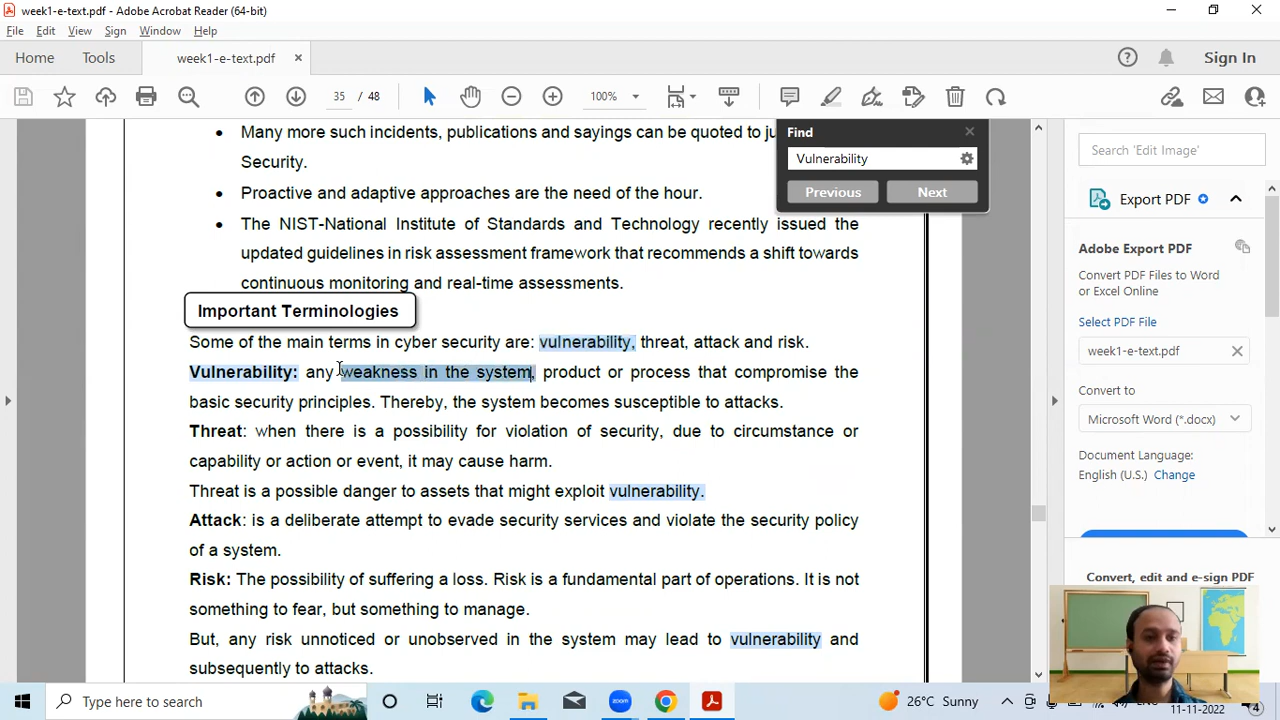 week1-e-text.pdf - Adobe Acrobat Reader (64-bit)
File Edit View Sign Window Help
Home Tools week1-e-text.pdf × Sign In
35 / 48 100%
Find
Vulnerability
Previous Next
• Many more such incidents, publications and sayings can be quoted to
Security.
• Proactive and adaptive approaches are the need of the hour.
• The NIST-National Institute of Standards and Technology recently issued the
updated guidelines in risk assessment framework that recommends a shift towards
continuous monitoring and real-time assessments.
Important Terminologies
Some of the main terms in cyber security are: vulnerability, threat, attack and risk.
Vulnerability: any weakness in the system, product or process that compromise the
basic security principles. Thereby, the system becomes susceptible to attacks.
Threat: when there is a possibility for violation of security, due to circumstance or
capability or action or event, it may cause harm.
Threat is a possible danger to assets that might exploit vulnerability.
Attack: is a deliberate attempt to evade security services and violate the security policy
of a system.
Risk: The possibility of suffering a loss. Risk is a fundamental part of operations. It is not
something to fear, but something to manage.
But, any risk unnoticed or unobserved in the system may lead to vulnerability and
subsequently to attacks.
Search 'Edit Image'
Export PDF
Adobe Export PDF
Convert PDF Files to Word
or Excel Online
Select PDF File
week1-e-text.pdf
Convert to
Microsoft Word (*.docx)
Document Language:
English (U.S.) Change
Convert, edit and e-sign PDF
Type here to search
zoom
26°C Sunny
11-11-2022
4